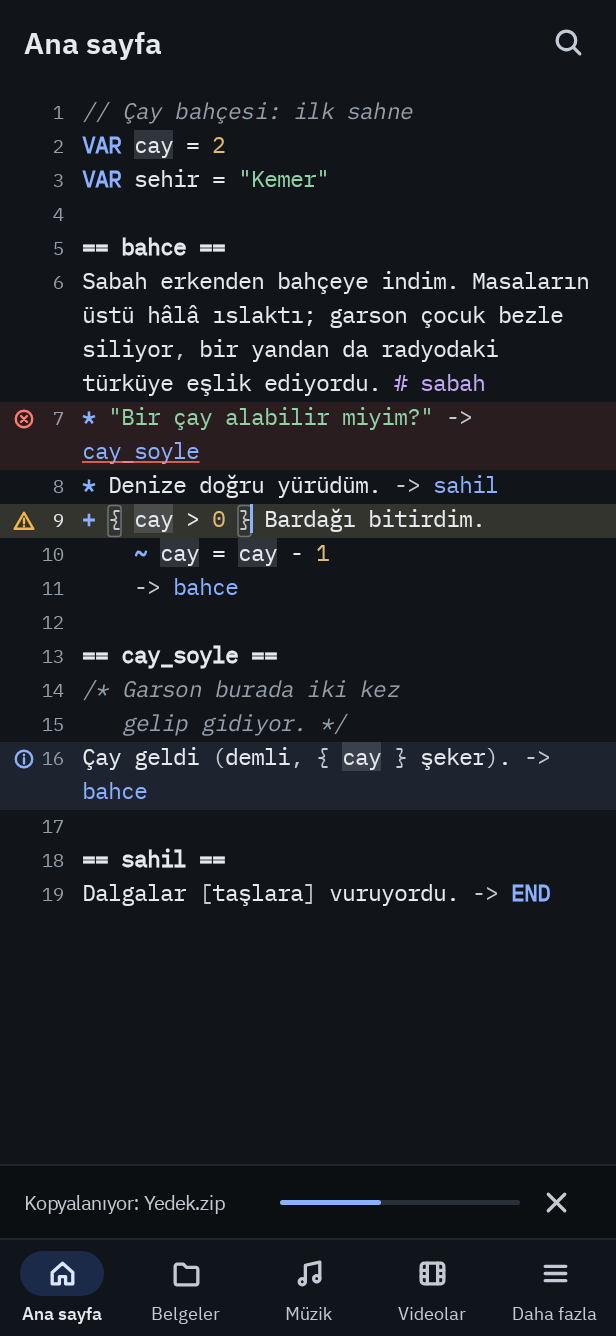 Ana sayfa
1 // Çay bahçesi: ilk sahne
2 VAR cay = 2
3 VAR sehir = "Kemer"
4
5 == bahce ==
6 Sabah erkenden bahçeye indim. Masaların
üstü hâlâ ıslaktı; garson çocuk bezle
siliyor, bir yandan da radyodaki
türküye eşlik ediyordu. # sabah
7 * "Bir çay alabilir miyim?" ->
cay_soyle
8 * Denize doğru yürüdüm. -> sahil
9 + { cay > 0 } Bardağı bitirdim.
10 ~ cay = cay - 1
11 -> bahce
12
13 == cay_soyle ==
14 /* Garson burada iki kez
15 gelip gidiyor. */
16 Çay geldi (demli, { cay } şeker). ->
bahce
17
18 == sahil ==
19 Dalgalar [taşlara] vuruyordu. -> END
Kopyalanıyor: Yedek.zip
Ana sayfa Belgeler Müzik Videolar Daha fazla